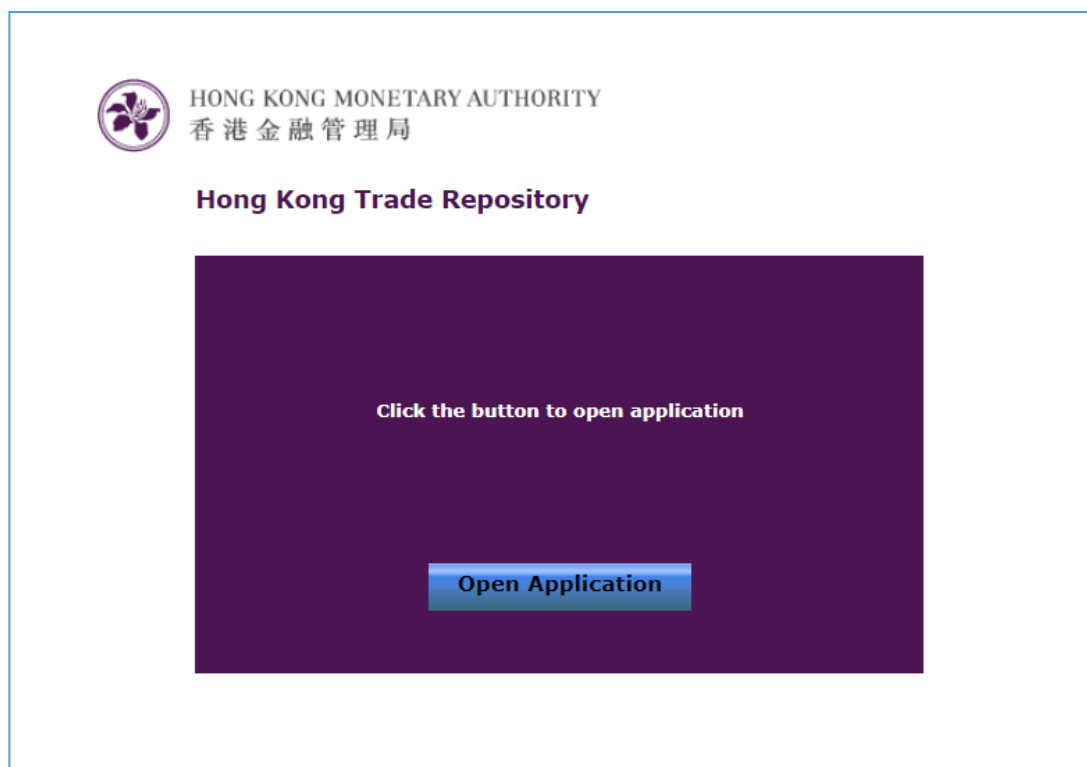 HONG KONG MONETARY AUTHORITY
香港金融管理局
Hong Kong Trade Repository
Click the button to open application
Open Application